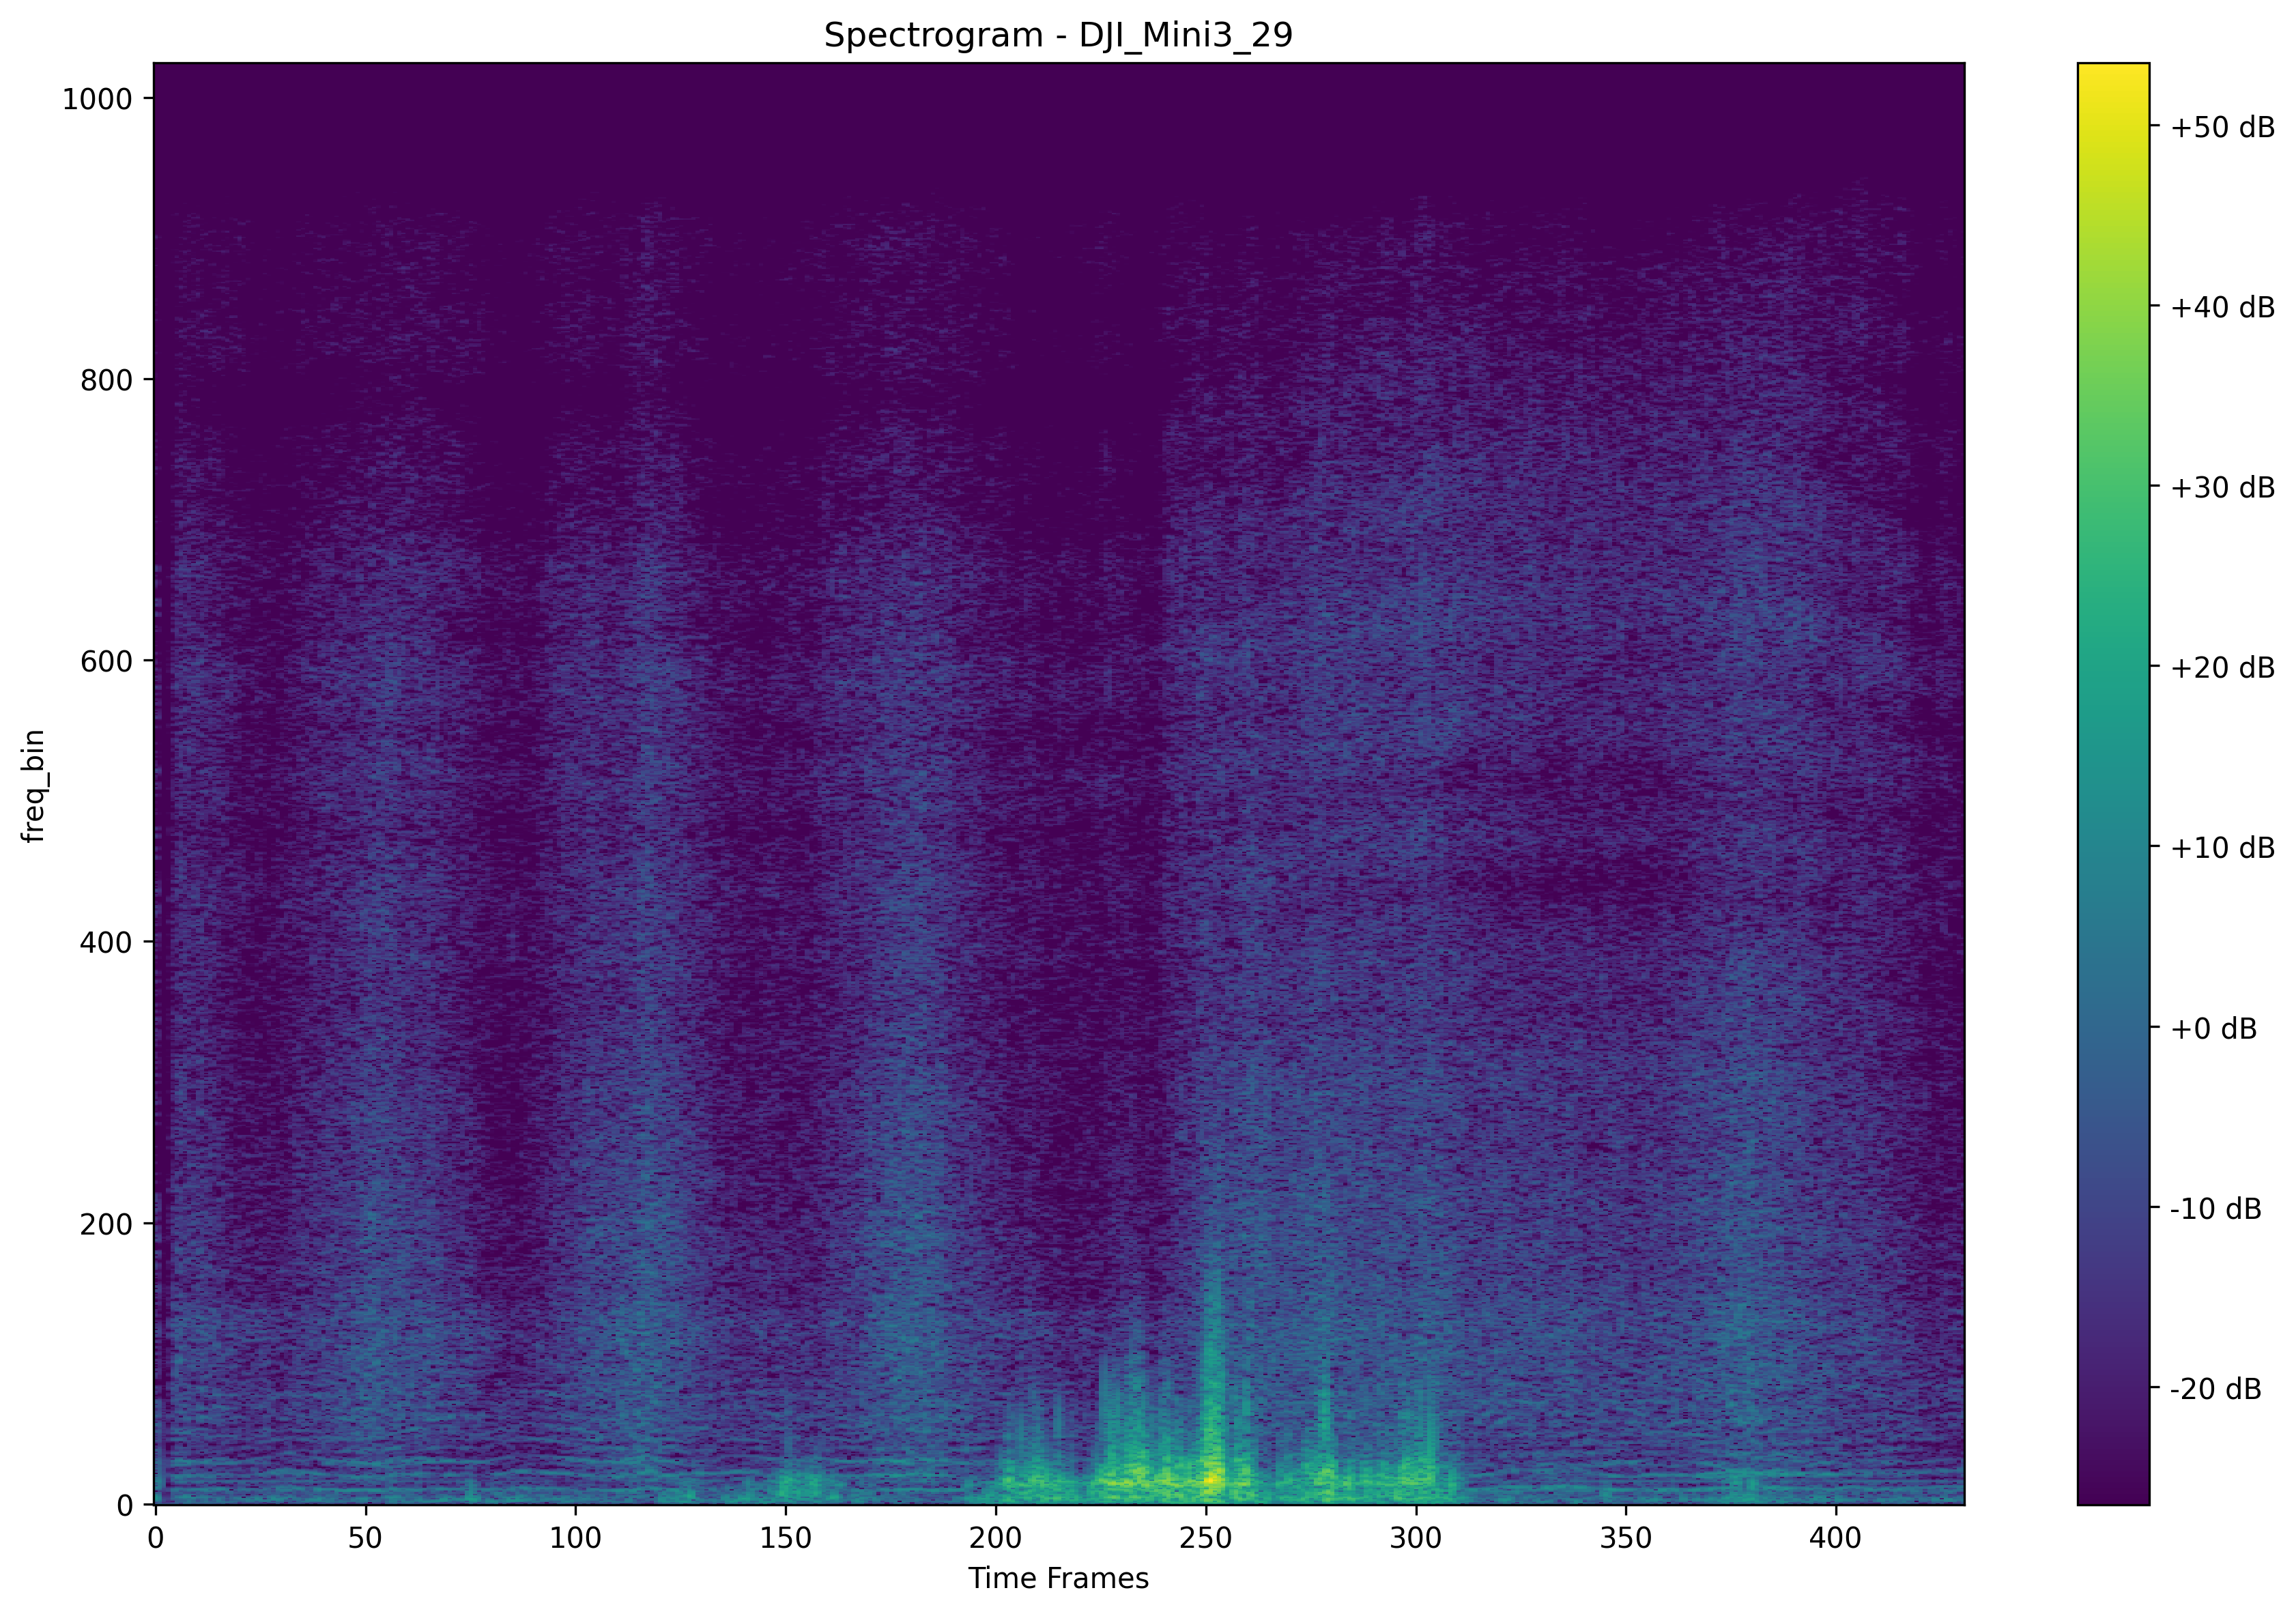 Spectrogram - DJI_Mini3_29
freq_bin
1000
800
600
400
200
0
0 50 100 150 200 250 300 350 400
Time Frames
+50 dB
+40 dB
+30 dB
+20 dB
+10 dB
+0 dB
-10 dB
-20 dB